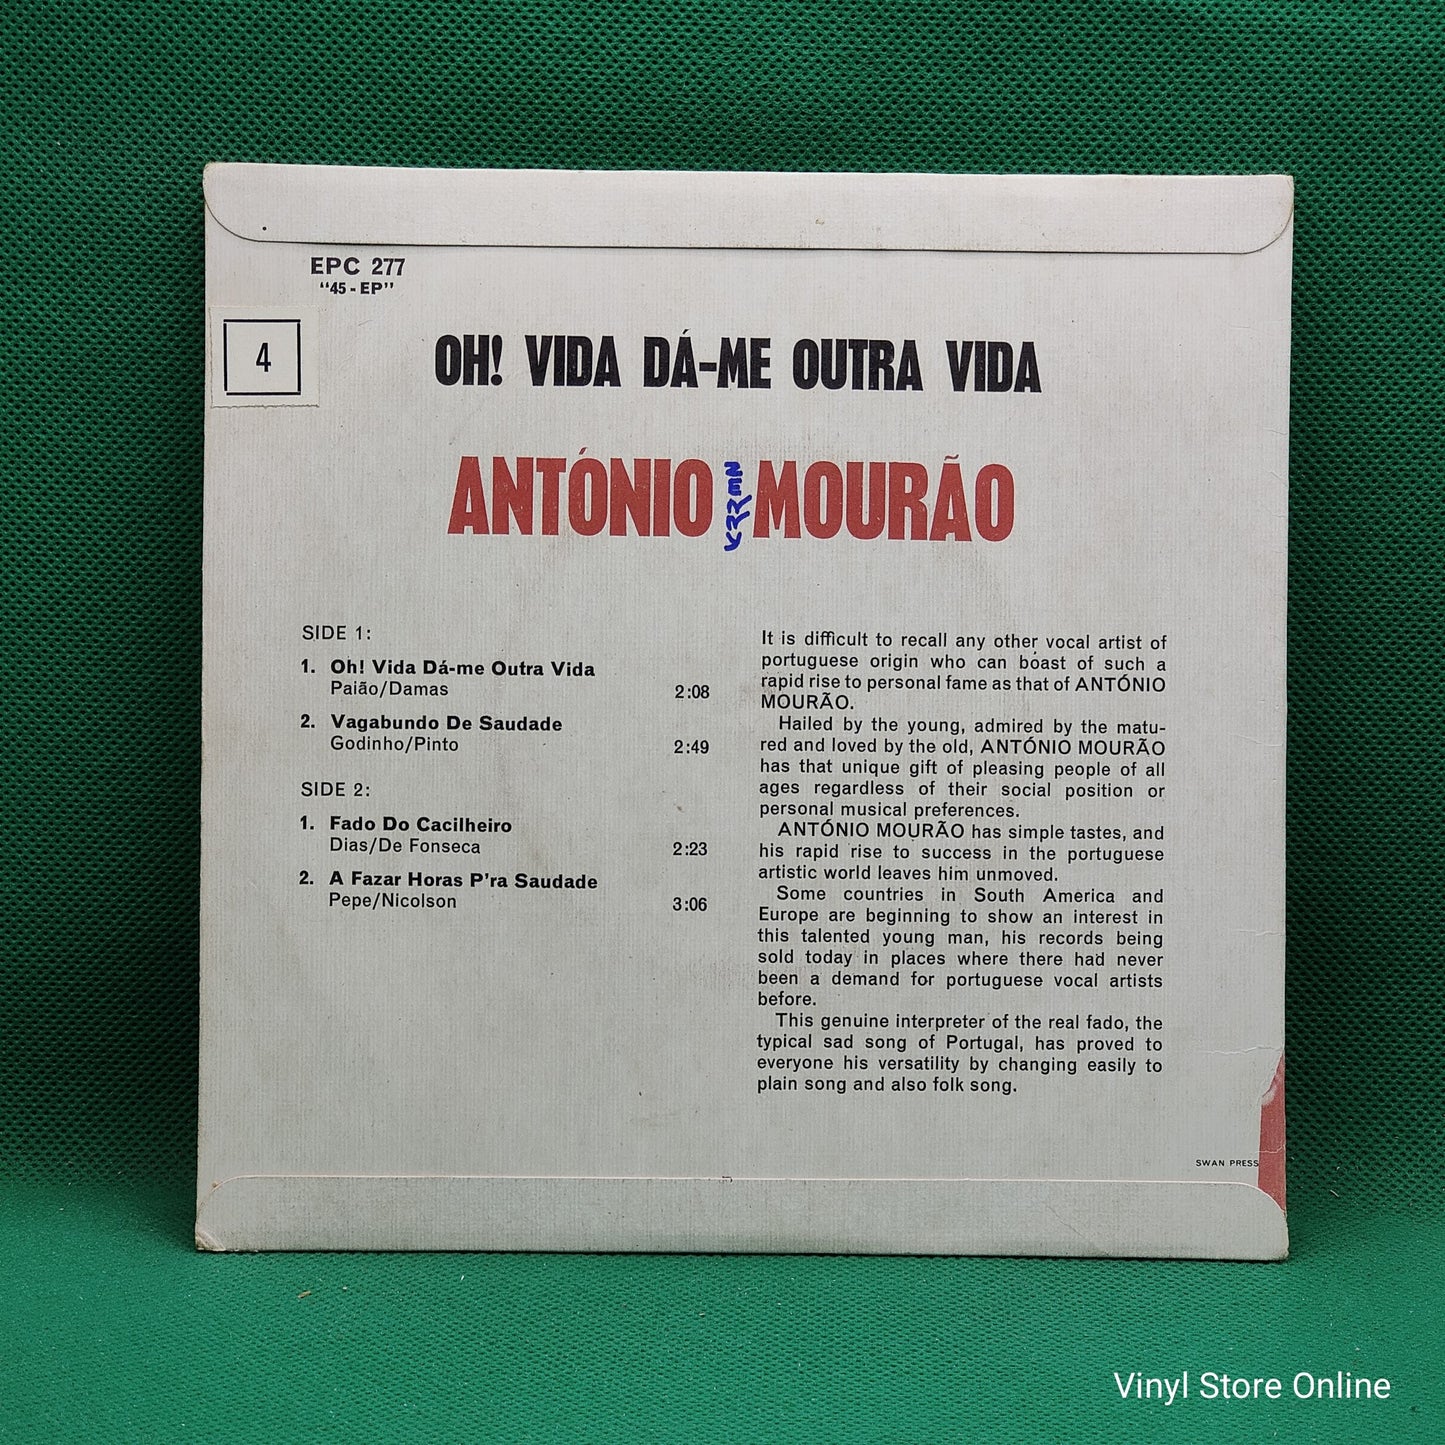 EPC 277
"45 - EP"
4
OH! VIDA DÁ-ME OUTRA VIDA
ANTÓNIO MOURÃO
SIDE 1:
1. Oh! Vida Dá-me Outra Vida
Paião/Damas 2:08
2. Vagabundo De Saudade
Godinho/Pinto 2:49
SIDE 2:
1. Fado Do Cacilheiro
Dias/De Fonseca 2:23
2. A Fazar Horas P'ra Saudade
Pepe/Nicolson 3:06
It is difficult to recall any other vocal artist of
portuguese origin who can boast of such a
rapid rise to personal fame as that of ANTÓNIO
MOURÃO.
Hailed by the young, admired by the matu-
red and loved by the old, ANTÓNIO MOURÃO
has that unique gift of pleasing people of all
ages regardless of their social position or
personal musical preferences.
ANTÓNIO MOURÃO has simple tastes, and
his rapid rise to success in the portuguese
artistic world leaves him unmoved.
Some countries in South America and
Europe are beginning to show an interest in
this talented young man, his records being
sold today in places where there had never
been a demand for portuguese vocal artists
before.
This genuine interpreter of the real fado, the
typical sad song of Portugal, has proved to
everyone his versatility by changing easily to
plain song and also folk song.
SWAN PRESS
Vinyl Store Online